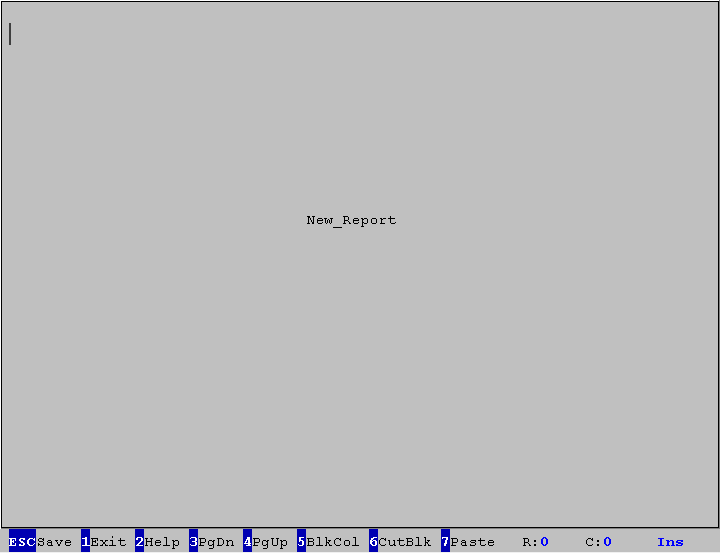 New_Report
ESCSave 1Exit 2Help 3PgDn 4PgUp 5BlkCol 6CutBlk 7Paste R:0 C:0 Ins